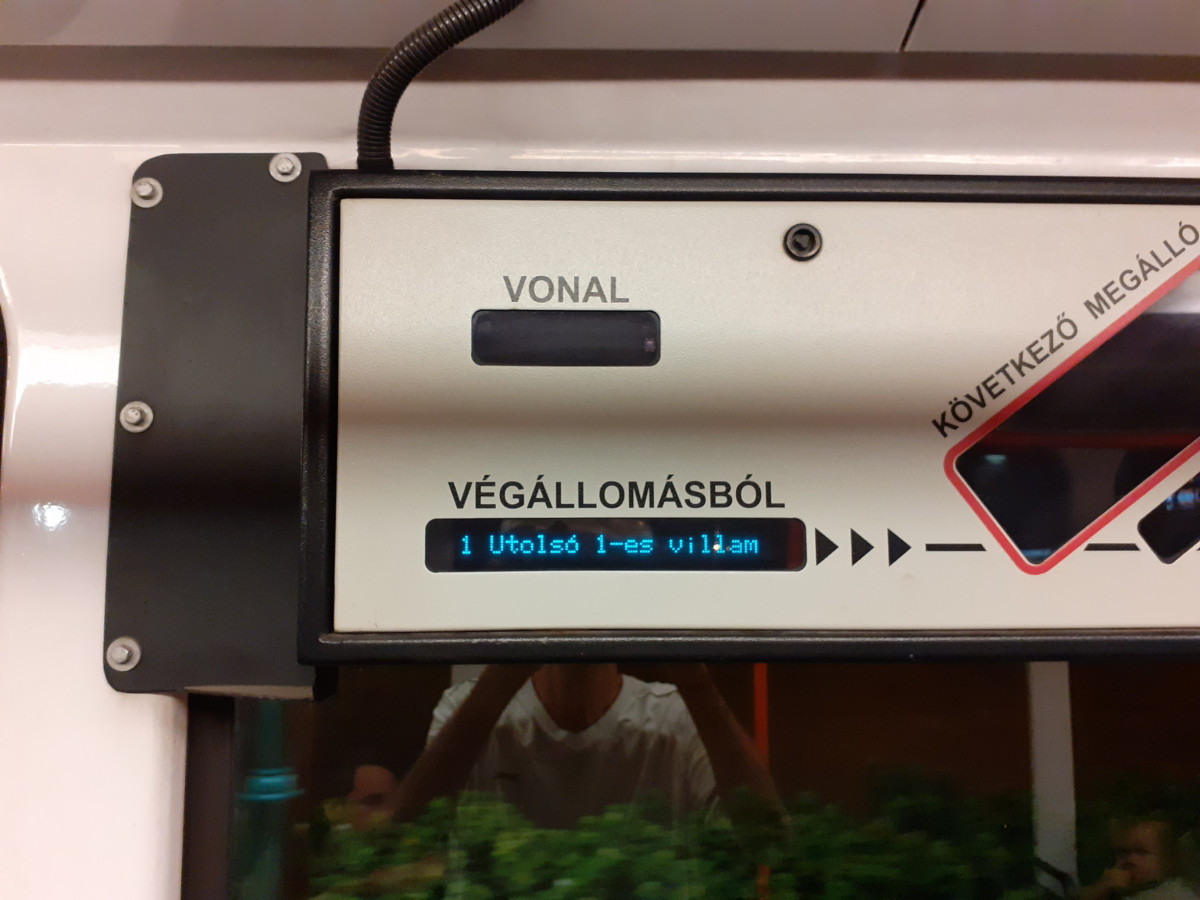 VONAL
KÖVETKEZŐ MEGÁLLÓ
VÉGÁLLOMÁSBÓL
1 Utolsó 1-es villam